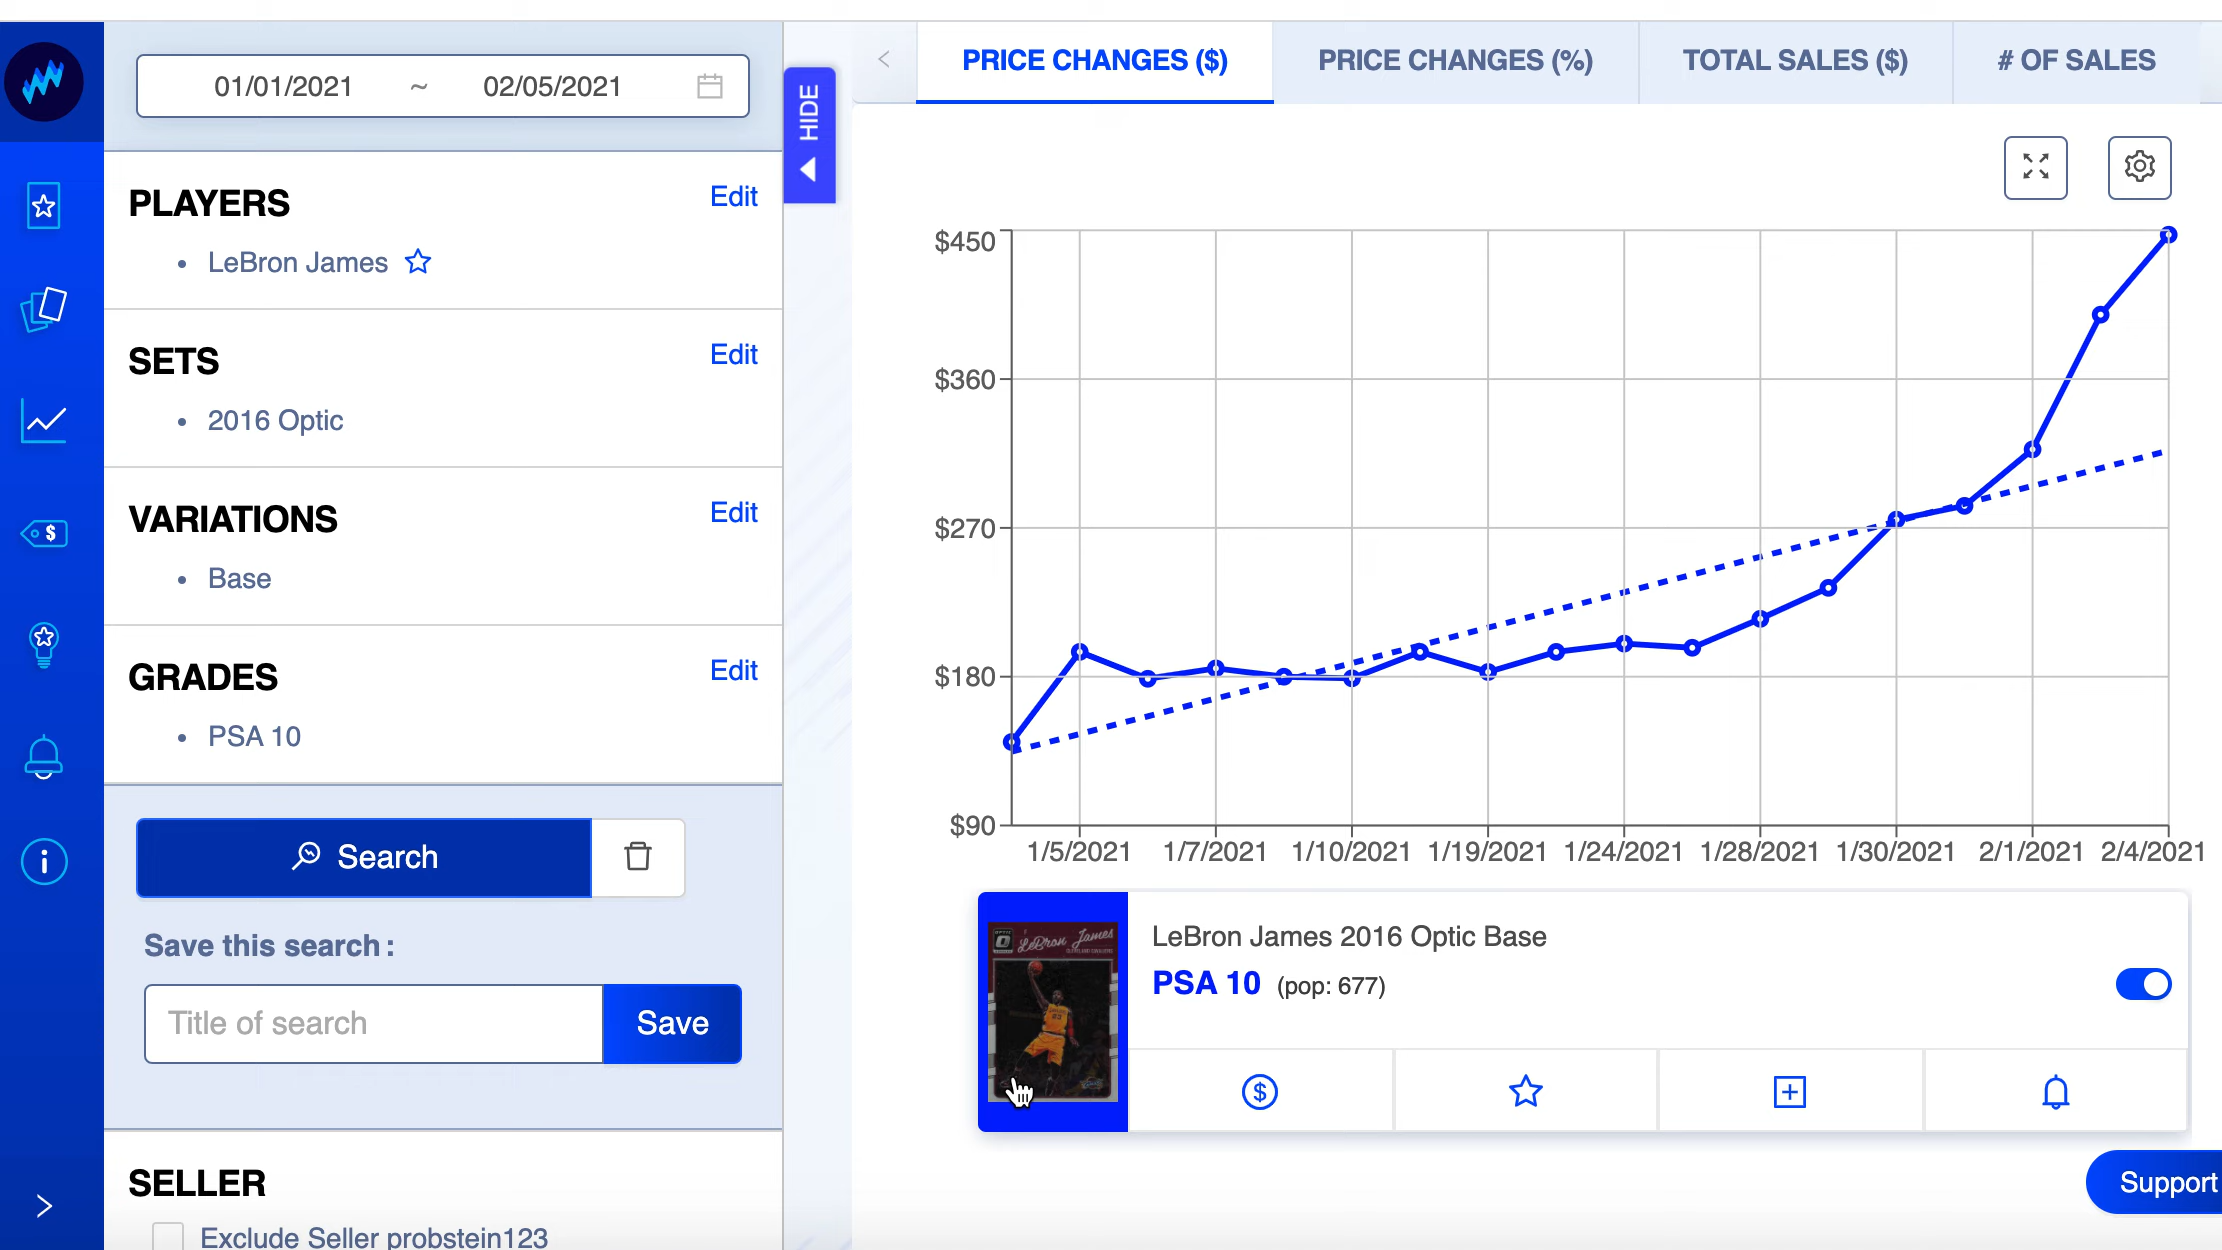 01/01/2021 ~ 02/05/2021
HIDE
PRICE CHANGES ($)
PRICE CHANGES (%)
TOTAL SALES ($)
# OF SALES
PLAYERS
Edit
LeBron James
SETS
Edit
2016 Optic
VARIATIONS
Edit
Base
GRADES
Edit
PSA 10
Search
Save this search :
Title of search
Save
SELLER
Exclude Seller probstein123
$450
$360
$270
$180
$90
1/5/2021 1/7/2021 1/10/2021 1/19/2021 1/24/2021 1/28/2021 1/30/2021 2/1/2021 2/4/2021
LeBron James
LeBron James 2016 Optic Base
PSA 10 (pop: 677)
Support